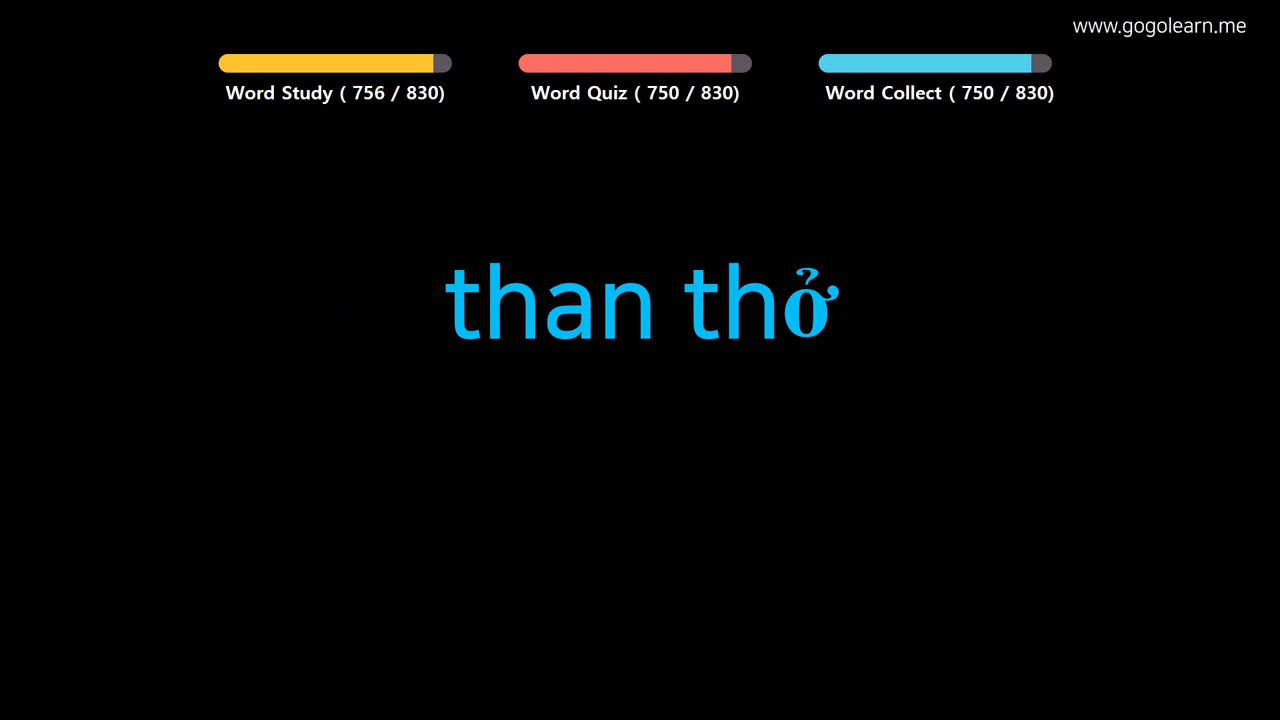 www.gogolearn.me
Word Study ( 756 / 830)
Word Quiz ( 750 / 830)
Word Collect ( 750 / 830)
than thở